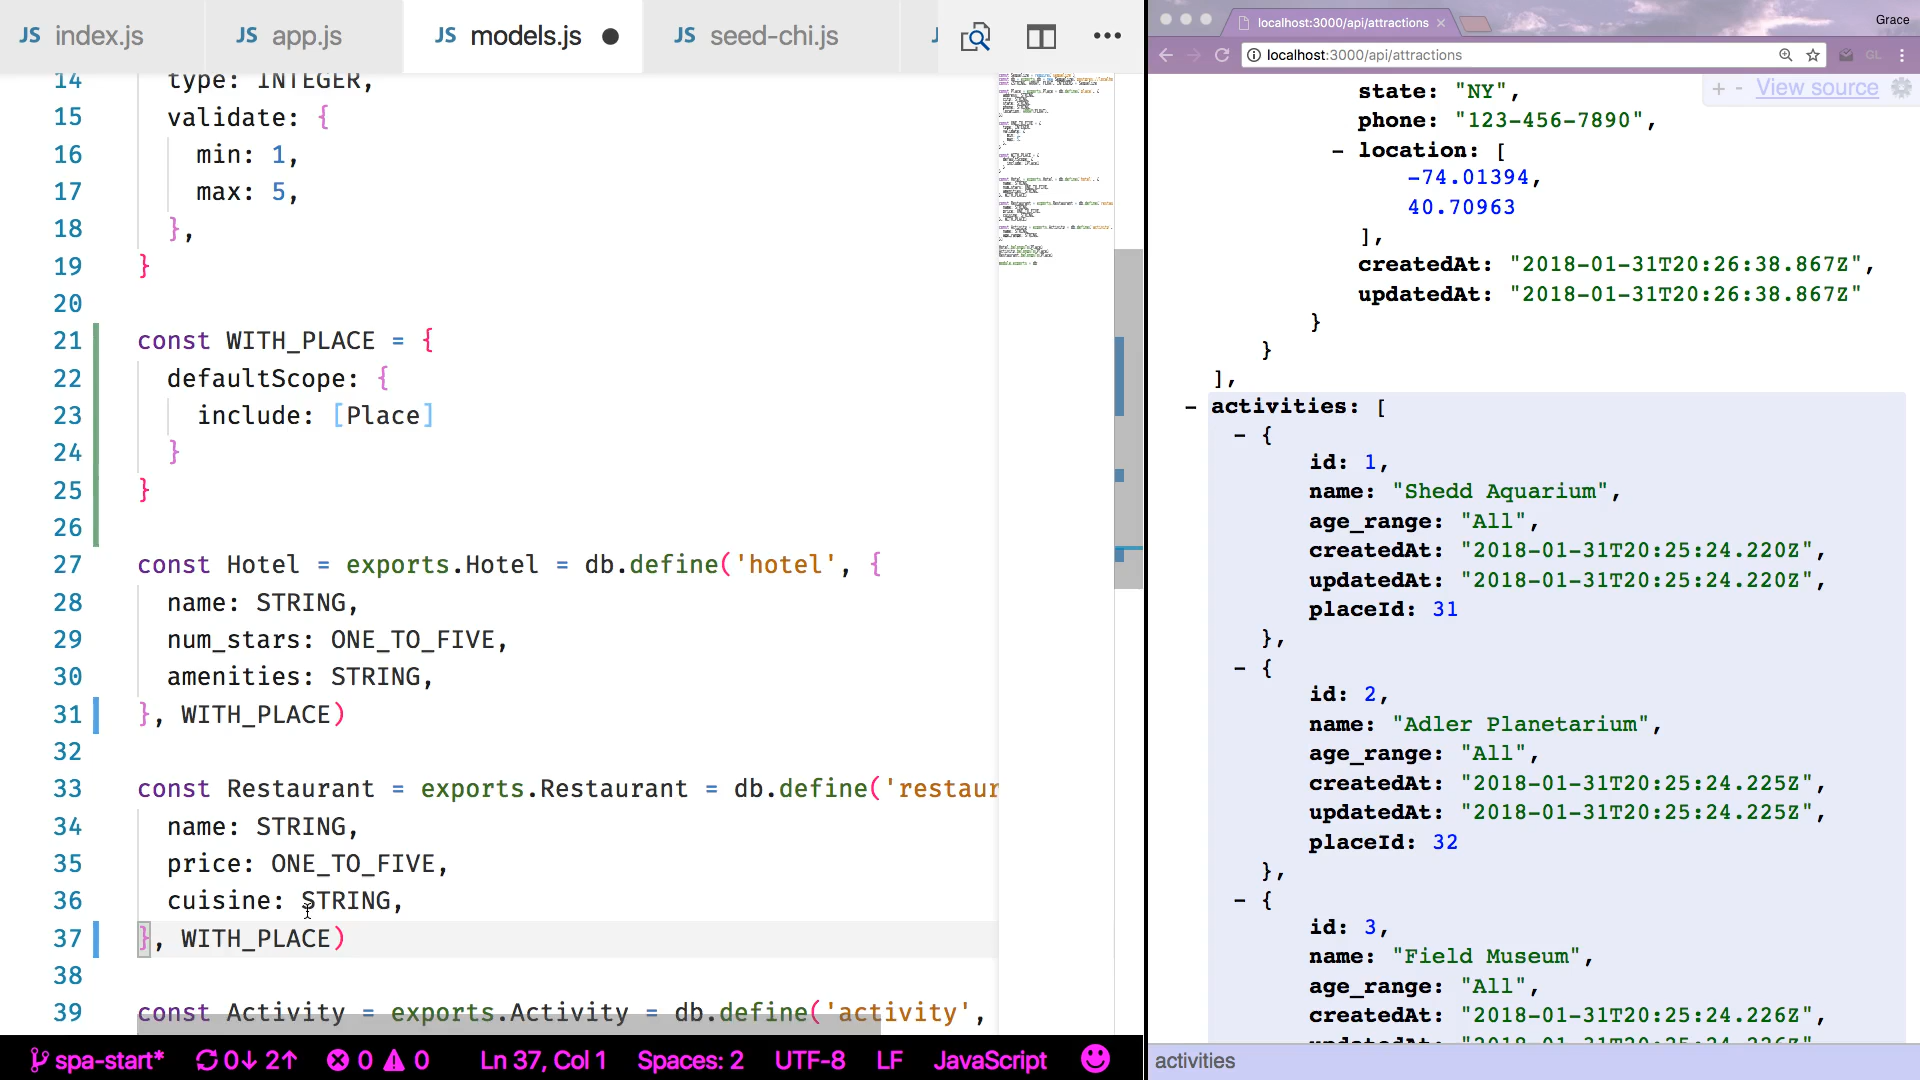 JS index.js
JS app.js
JS models.js
JS seed-chi.js
14 type: INTEGER,
15 validate: {
16 min: 1,
17 max: 5,
18 },
19 }
20
21 const WITH_PLACE = {
22 defaultScope: {
23 include: [Place]
24 }
25 }
26
27 const Hotel = exports.Hotel = db.define('hotel', {
28 name: STRING,
29 num_stars: ONE_TO_FIVE,
30 amenities: STRING,
31 }, WITH_PLACE)
32
33 const Restaurant = exports.Restaurant = db.define('restaur
34 name: STRING,
35 price: ONE_TO_FIVE,
36 cuisine: STRING,
37 }, WITH_PLACE)
38
39 const Activity = exports.Activity = db.define('activity',
spa-start* 0↓ 2↑ 0 0 Ln 37, Col 1 Spaces: 2 UTF-8 LF JavaScript
localhost:3000/api/attractions × Grace
localhost:3000/api/attractions
+ - View source
state: "NY",
phone: "123-456-7890",
- location: [
-74.01394,
40.70963
],
createdAt: "2018-01-31T20:26:38.867Z",
updatedAt: "2018-01-31T20:26:38.867Z"
}
}
],
- activities: [
- {
id: 1,
name: "Shedd Aquarium",
age_range: "All",
createdAt: "2018-01-31T20:25:24.220Z",
updatedAt: "2018-01-31T20:25:24.220Z",
placeId: 31
},
- {
id: 2,
name: "Adler Planetarium",
age_range: "All",
createdAt: "2018-01-31T20:25:24.225Z",
updatedAt: "2018-01-31T20:25:24.225Z",
placeId: 32
},
- {
id: 3,
name: "Field Museum",
age_range: "All",
createdAt: "2018-01-31T20:25:24.226Z",
updatedAt: "2018-01-31T20:25:24.226Z",
activities